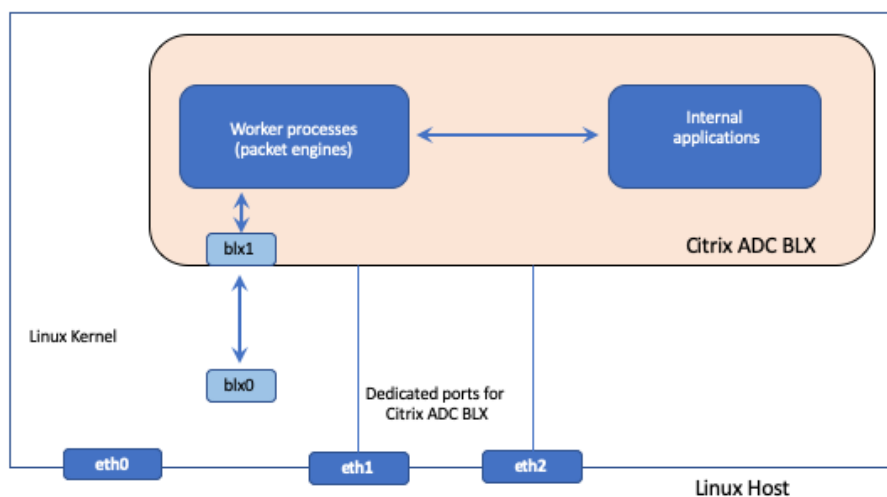 Worker processes
(packet engines)
Internal
applications
blx1
Citrix ADC BLX
Linux Kernel
blx0
Dedicated ports for
Citrix ADC BLX
eth0
eth1
eth2
Linux Host